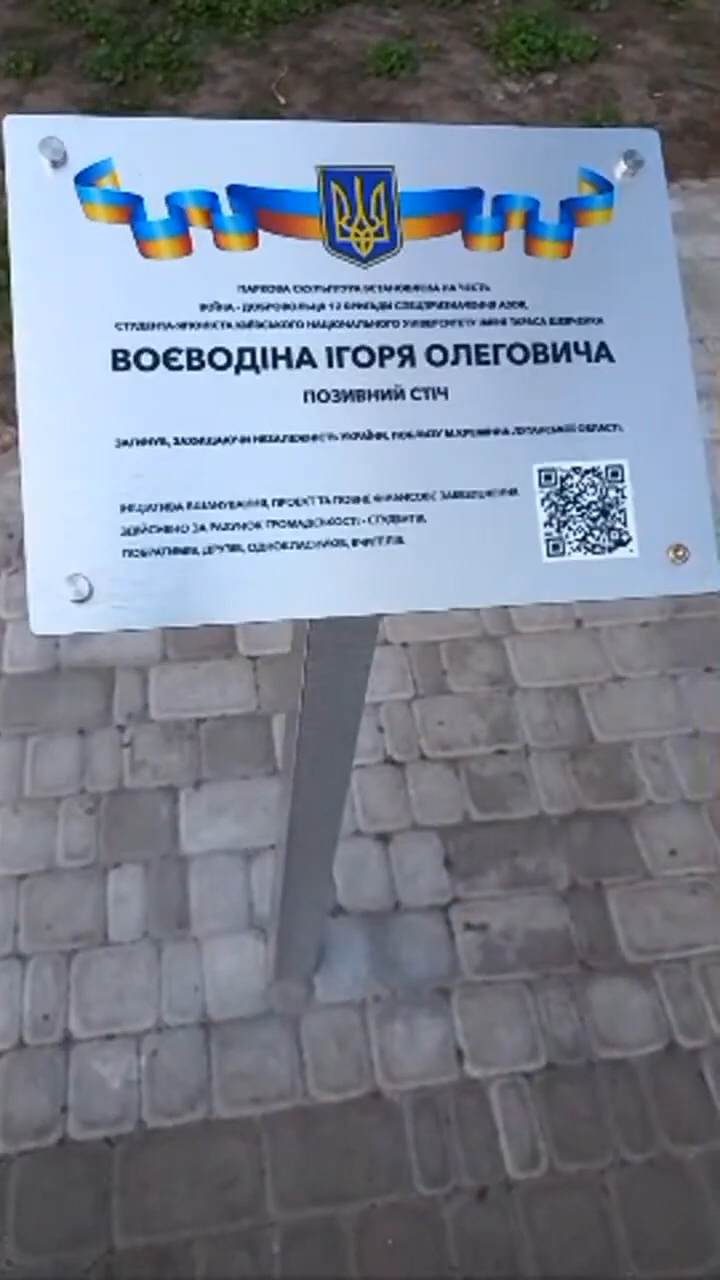 ПАРКОВА СКУЛЬПТУРА ВСТАНОВЛЕНА НА ЧЕСТЬ
ВОЇНА - ДОБРОВОЛЬЦЯ 12 БРИГАДИ СПЕЦПРИЗНАЧЕННЯ АЗОВ,
СТУДЕНТА КИЇВСЬКОГО НАЦІОНАЛЬНОГО УНІВЕРСИТЕТУ ІМЕНІ ТАРАСА ШЕВЧЕНКА
ВОЄВОДІНА ІГОРЯ ОЛЕГОВИЧА
ПОЗИВНИЙ СТІЧ
ЗАГИНУВ, ЗАХИЩАЮЧИ НЕЗАЛЕЖНІСТЬ УКРАЇНИ, ПОБЛИЗУ М.КРЕМІННА ЛУГАНСЬКОЇ ОБЛАСТІ.
ІНІЦІАТИВА ВШАНУВАННЯ, ПРОЄКТ ТА ПОВНЕ ФІНАНСОВЕ ЗАБЕЗПЕЧЕННЯ
ЗДІЙСНЕНО ЗА РАХУНОК ГРОМАДСЬКОСТІ - СТУДЕНТІВ,
ПОБРАТИМІВ, ДРУЗІВ, ОДНОКЛАСНИКІВ, ВЧИТЕЛІВ.